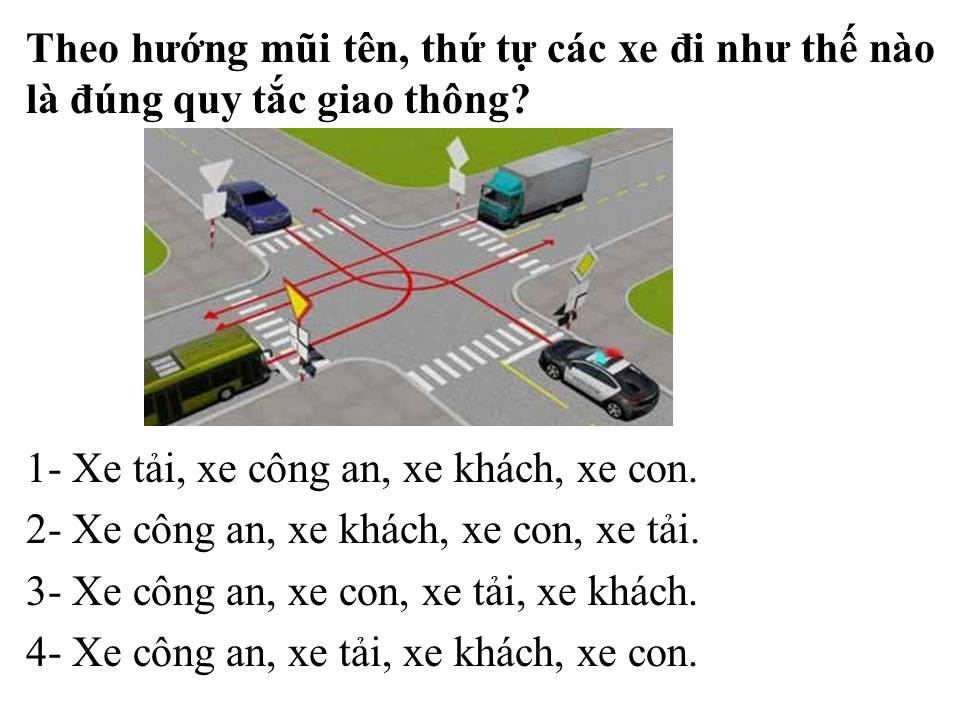 Theo hướng mũi tên, thứ tự các xe đi như thế nào
là đúng quy tắc giao thông?
1- Xe tải, xe công an, xe khách, xe con.
2- Xe công an, xe khách, xe con, xe tải.
3- Xe công an, xe con, xe tải, xe khách.
4- Xe công an, xe tải, xe khách, xe con.